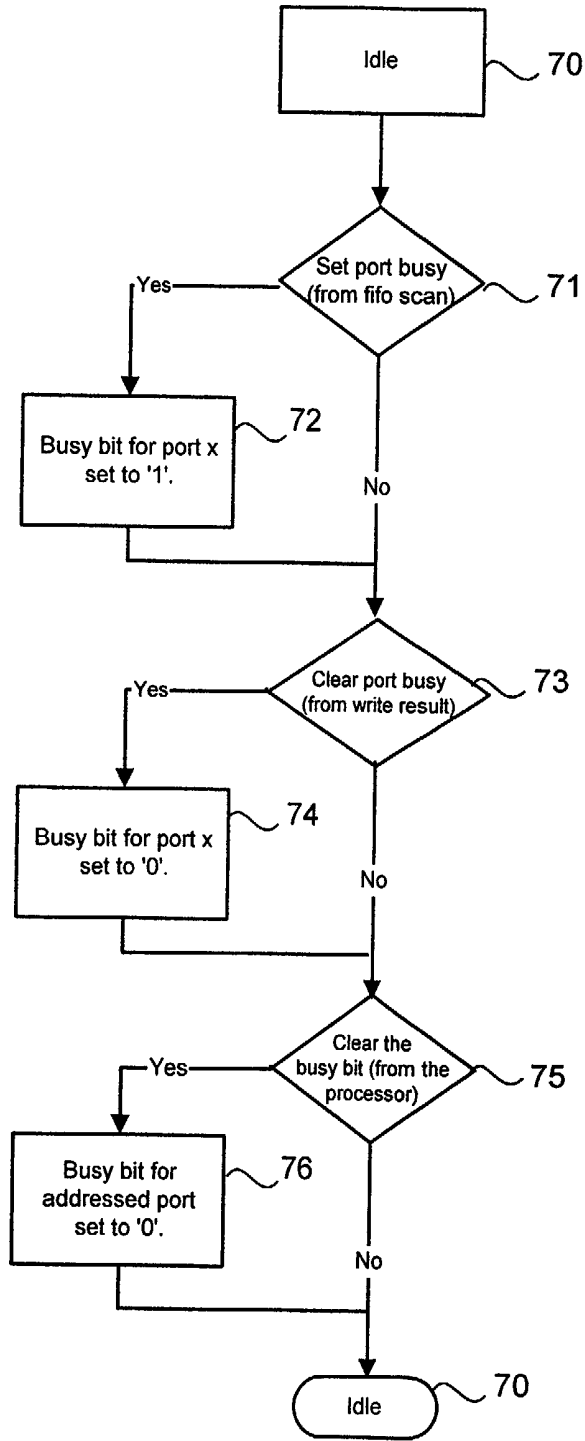 Idle
70
Set port busy
(from fifo scan)
71
Yes
Busy bit for port x
set to '1'.
72
No
Clear port busy
(from write result)
73
Yes
Busy bit for port x
set to '0'.
74
No
Clear the
busy bit (from the
processor)
75
Yes
Busy bit for
addressed port
set to '0'.
76
No
Idle
70